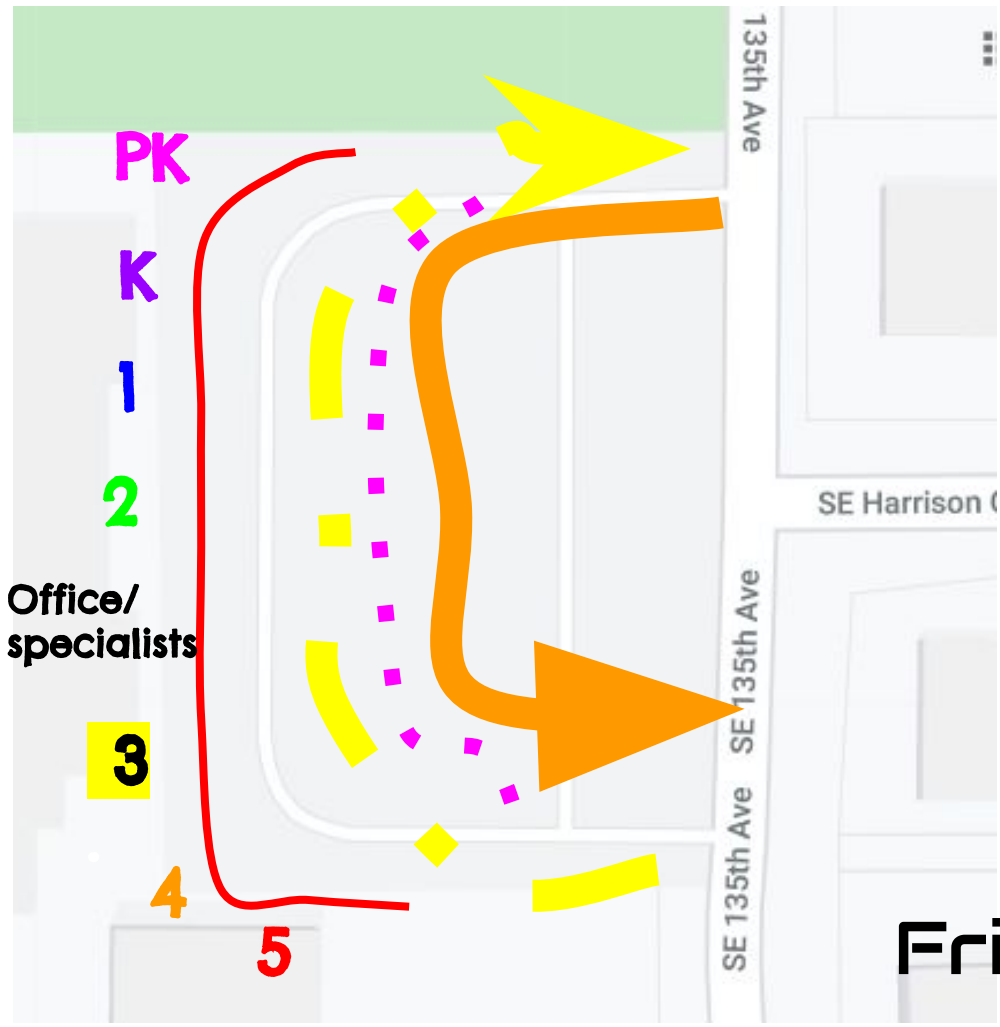 135th Ave
PK
K
1
2
SE Harrison
Office/
specialists
SE 135th Ave
3
SE 135th Ave
4
5
Fri